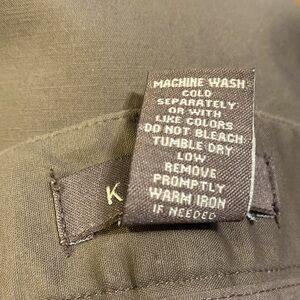 MACHINE WASH
COLD
SEPARATELY
OR WITH
LIKE COLORS
DO NOT BLEACH
TUMBLE DRY
LOW
REMOVE
PROMPTLY
WARM IRON
IF NEEDED
K